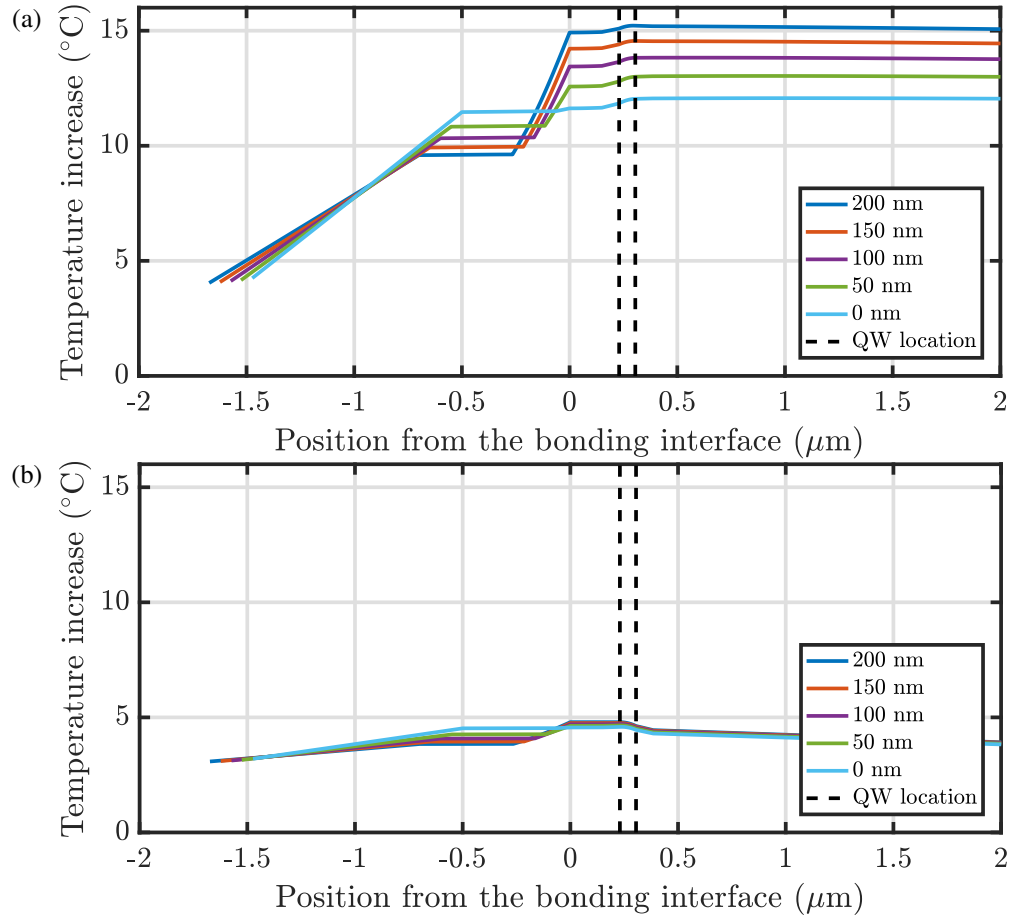 (a)
Temperature increase (°C)
15
10
5
0
-2 -1.5 -1 -0.5 0 0.5 1 1.5 2
Position from the bonding interface (μm)
200 nm
150 nm
100 nm
50 nm
0 nm
QW location
(b)
Temperature increase (°C)
15
10
5
0
-2 -1.5 -1 -0.5 0 0.5 1 1.5 2
Position from the bonding interface (μm)
200 nm
150 nm
100 nm
50 nm
0 nm
QW location